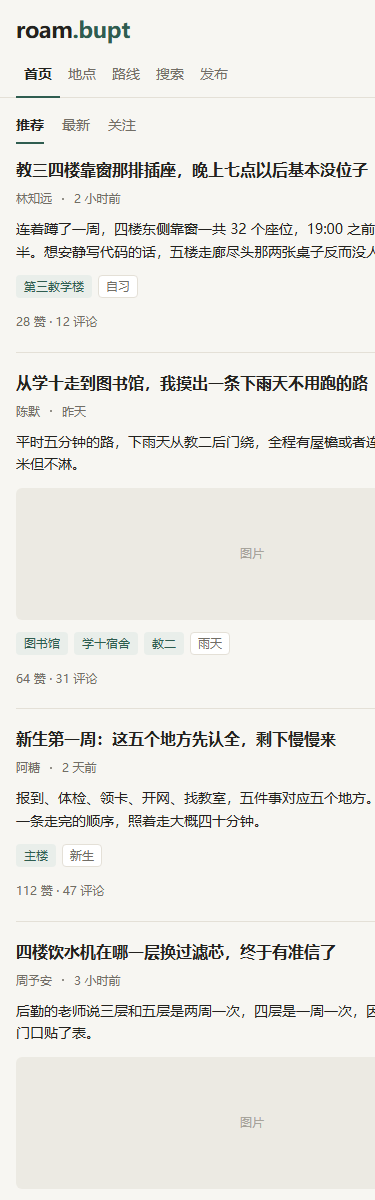 roam.bupt
首页 地点 路线 搜索 发布
推荐 最新 关注
教三四楼靠窗那排插座，晚上七点以后基本没位子
林知远 · 2 小时前
连着蹲了一周，四楼东侧靠窗一共 32 个座位，19:00 之前
半。想安静写代码的话，五楼走廊尽头那两张桌子反而没人
第三教学楼 自习
28 赞 · 12 评论
从学十走到图书馆，我摸出一条下雨天不用跑的路
陈默 · 昨天
平时五分钟的路，下雨天从教二后门绕，全程有屋檐或者连
米但不淋。
图片
图书馆 学十宿舍 教二 雨天
64 赞 · 31 评论
新生第一周：这五个地方先认全，剩下慢慢来
阿糖 · 2 天前
报到、体检、领卡、开网、找教室，五件事对应五个地方。
一条走完的顺序，照着走大概四十分钟。
主楼 新生
112 赞 · 47 评论
四楼饮水机在哪一层换过滤芯，终于有准信了
周予安 · 3 小时前
后勤的老师说三层和五层是两周一次，四层是一周一次，因
门口贴了表。
图片